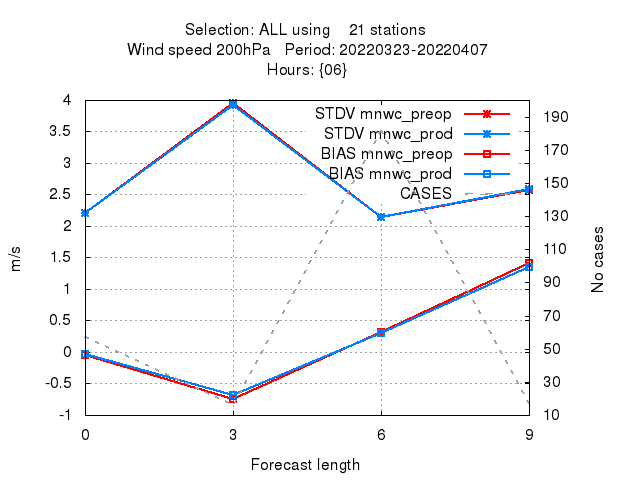 Selection: ALL using 21 stations
Wind speed 200hPa Period: 20220323-20220407
Hours: {06}
STDV mnwc_preop
STDV mnwc_prod
BIAS mnwc_preop
BIAS mnwc_prod
CASES
4
3.5
3
2.5
2
1.5
1
0.5
0
-0.5
-1
m/s
190
170
150
130
110
90
70
50
30
10
No cases
0 3 6 9
Forecast length